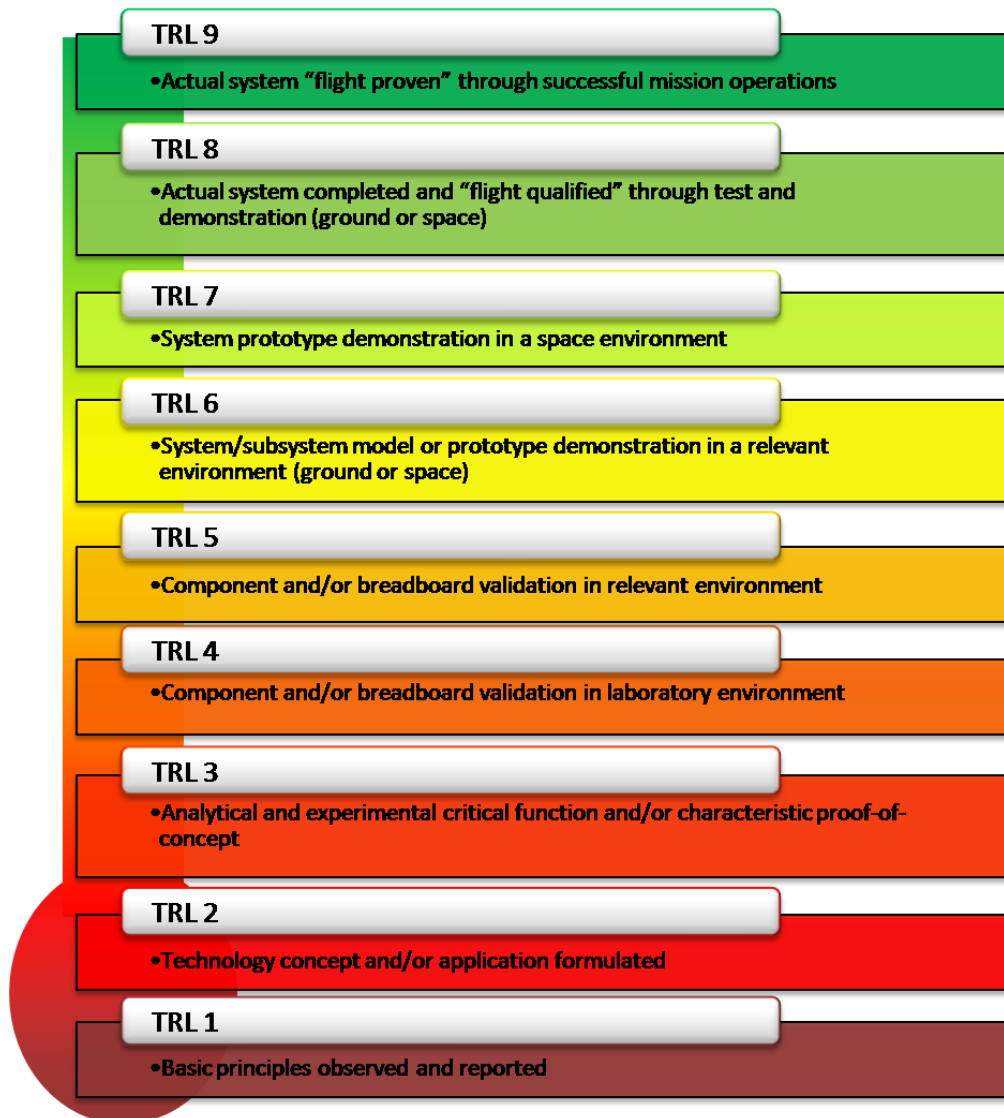 TRL 9
•Actual system “flight proven” through successful mission operations
TRL 8
•Actual system completed and “flight qualified” through test and
demonstration (ground or space)
TRL 7
•System prototype demonstration in a space environment
TRL 6
•System/subsystem model or prototype demonstration in a relevant
environment (ground or space)
TRL 5
•Component and/or breadboard validation in relevant environment
TRL 4
•Component and/or breadboard validation in laboratory environment
TRL 3
•Analytical and experimental critical function and/or characteristic proof-of-
concept
TRL 2
•Technology concept and/or application formulated
TRL 1
•Basic principles observed and reported